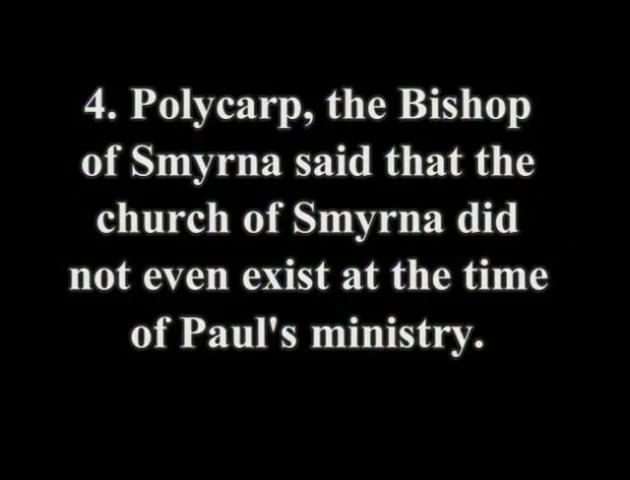 4. Polycarp, the Bishop
of Smyrna said that the
church of Smyrna did
not even exist at the time
of Paul's ministry.